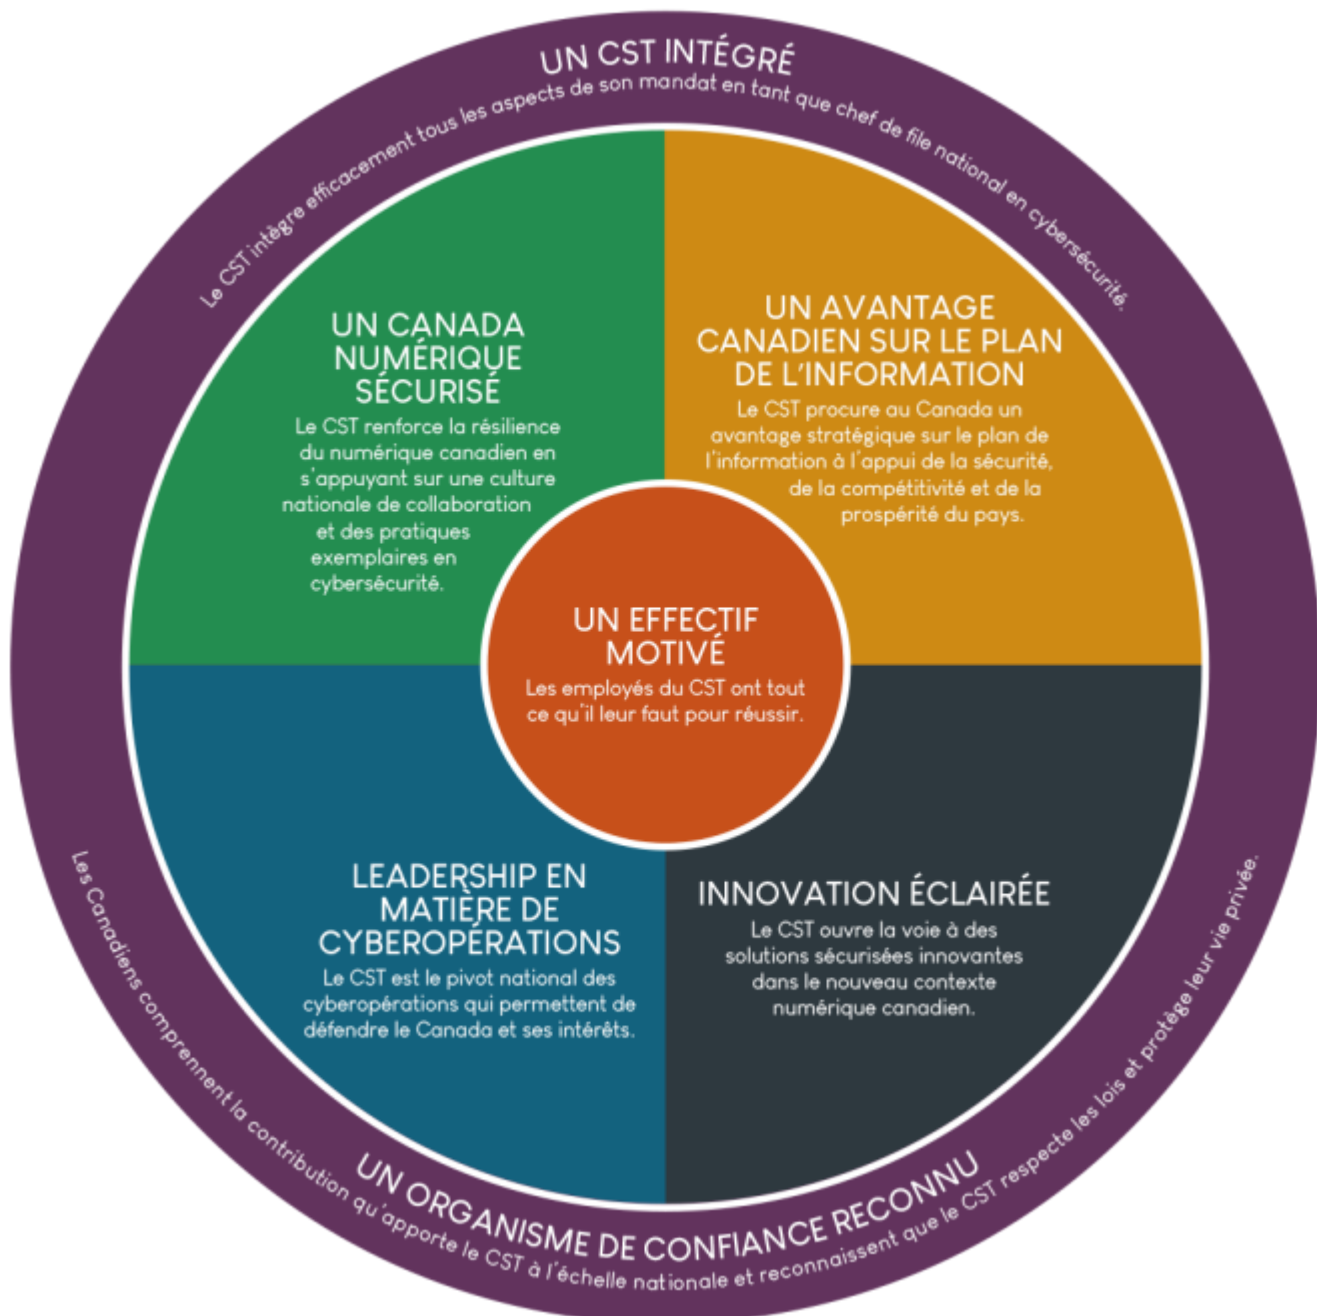 UN CST INTÉGRÉ
Le CST intègre efficacement tous les aspects de son mandat en tant que chef de file national en cybersécurité.
UN CANADA
NUMÉRIQUE
SÉCURISÉ
Le CST renforce la résilience
du numérique canadien en
s'appuyant sur une culture
nationale de collaboration
et des pratiques
exemplaires en
cybersécurité.
UN AVANTAGE
CANADIEN SUR LE PLAN
DE L'INFORMATION
Le CST procure au Canada un
avantage stratégique sur le plan de
l'information à l'appui de la sécurité,
de la compétitivité et de la
prospérité du pays.
UN EFFECTIF
MOTIVÉ
Les employés du CST ont tout
ce qu'il leur faut pour réussir.
LEADERSHIP EN
MATIÈRE DE
CYBEROPÉRATIONS
Le CST est le pivot national des
cyberopérations qui permettent de
défendre le Canada et ses intérêts.
INNOVATION ÉCLAIRÉE
Le CST ouvre la voie à des
solutions sécurisées innovantes
dans le nouveau contexte
numérique canadien.
UN ORGANISME DE CONFIANCE RECONNU
Les Canadiens comprennent la contribution qu'apporte le CST à l'échelle nationale et reconnaissent que le CST respecte les lois et protège leur vie privée.